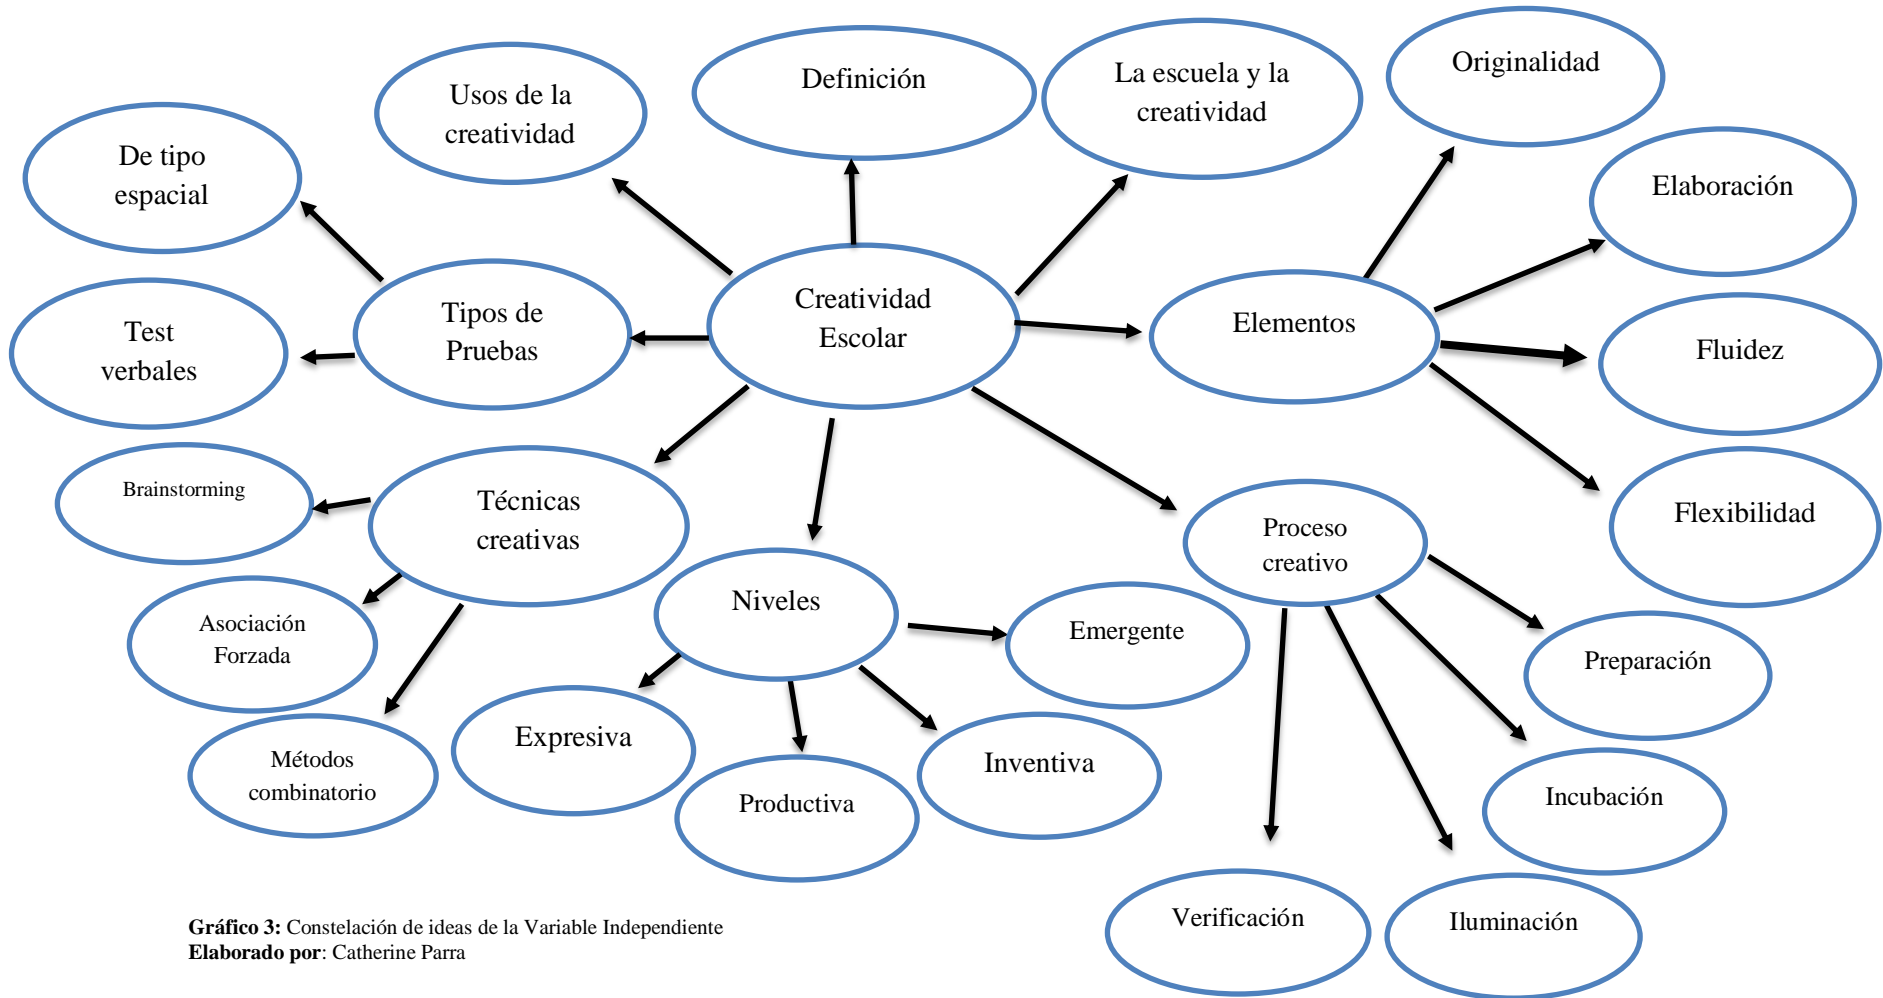 Definición
La escuela y la
creatividad
Originalidad
Usos de la
creatividad
De tipo
espacial
Elaboración
Creatividad
Escolar
Tipos de
Pruebas
Elementos
Test
verbales
Fluidez
Brainstorming
Técnicas
creativas
Flexibilidad
Proceso
creativo
Niveles
Emergente
Asociación
Forzada
Preparación
Expresiva
Métodos
combinatorio
Inventiva
Productiva
Incubación
Verificación
Iluminación
Gráfico 3: Constelación de ideas de la Variable Independiente
Elaborado por: Catherine Parra